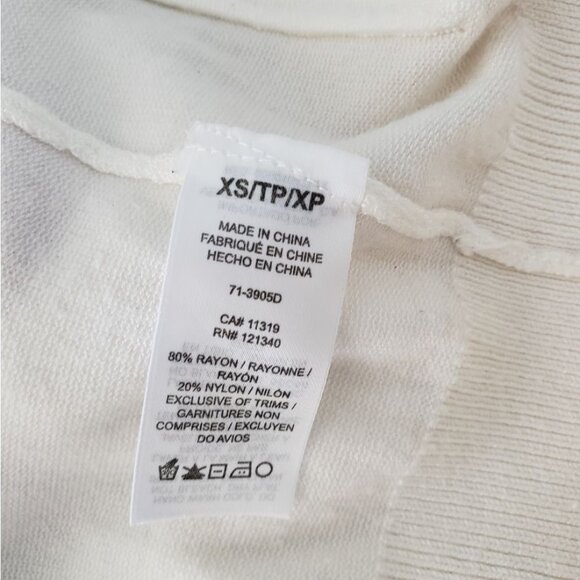 XS/TP/XP
MADE IN CHINA
FABRIQUÉ EN CHINE
HECHO EN CHINA
71-3905D
CA# 11319
RN# 121340
80% RAYON / RAYONNE /
RAYÓN
20% NYLON / NILÓN
EXCLUSIVE OF TRIMS /
GARNITURES NON
COMPRISES / EXCLUYEN
DO AVIOS